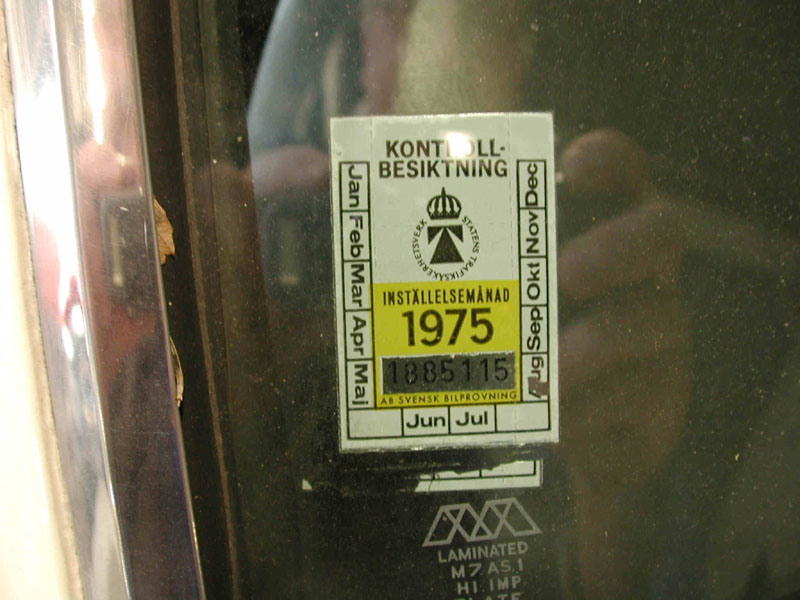 KONTROLL-
BESIKTNING
Jan Feb Mar Apr Maj
STATENS TRAFIKSÄKERHETSVERK
INSTÄLLELSEMÅNAD
1975
1885115
AB SVENSK BILPROVNING
Jun Jul
Aug Sep Okt Nov Dec
LAMINATED
M7 AS.1
HI.IMP
PLATE